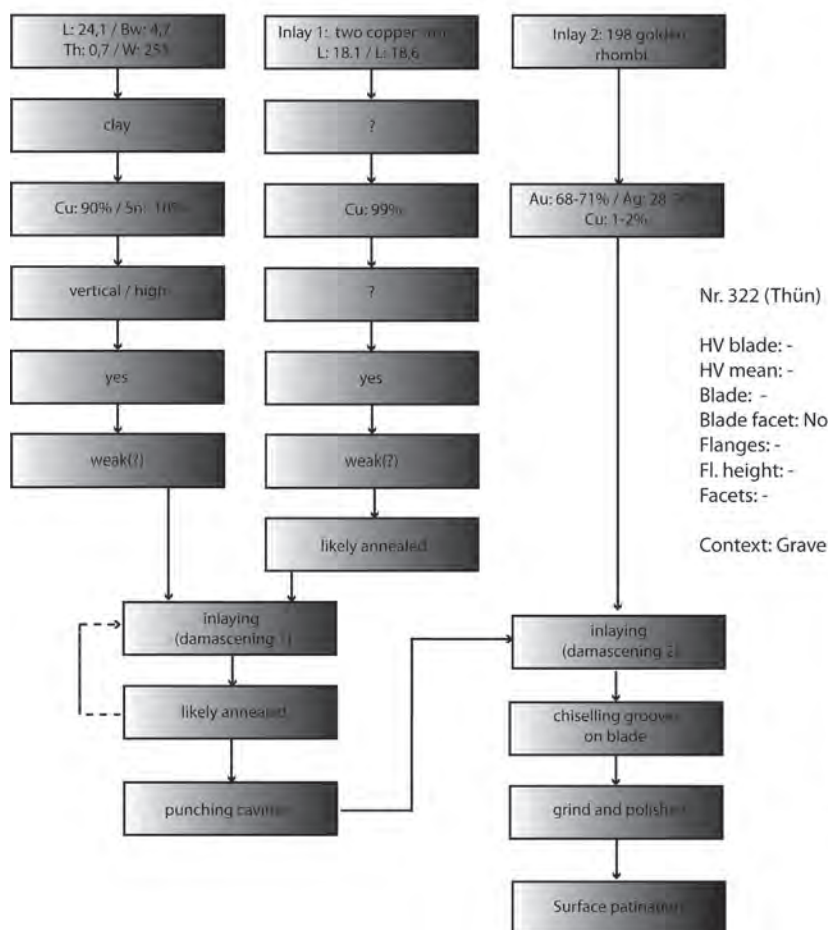 L: 24,1 / Bw: 4,7
Th: 0,7 / W:
clay
Cu: 90% / Sn: 10%
vertical / high
yes
weak(?)
Inlay 1: two copper
L: 18.1 / L: 18,6
?
Cu: 99%
?
yes
weak(?)
likely annealed
inlaying
(damascening 1)
likely annealed
punching cavities
Inlay 2: 198 golden
rhombi
Au: 68-71% / Ag:
Cu: 1-2%
inlaying
(damascening 2)
chiselling grooves
on blade
grind and polished
Surface patination
Nr. 322 (Thün)
HV blade: -
HV mean: -
Blade: -
Blade facet: No
Flanges: -
Fl. height: -
Facets: -
Context: Grave